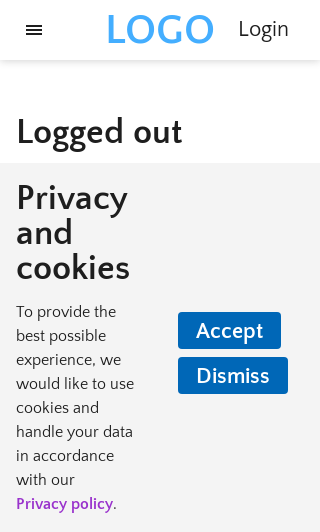 LOGO Login
Logged out
Privacy
and
cookies
To provide the
best possible
experience, we
would like to use
cookies and
handle your data
in accordance
with our
Privacy policy.
Accept
Dismiss